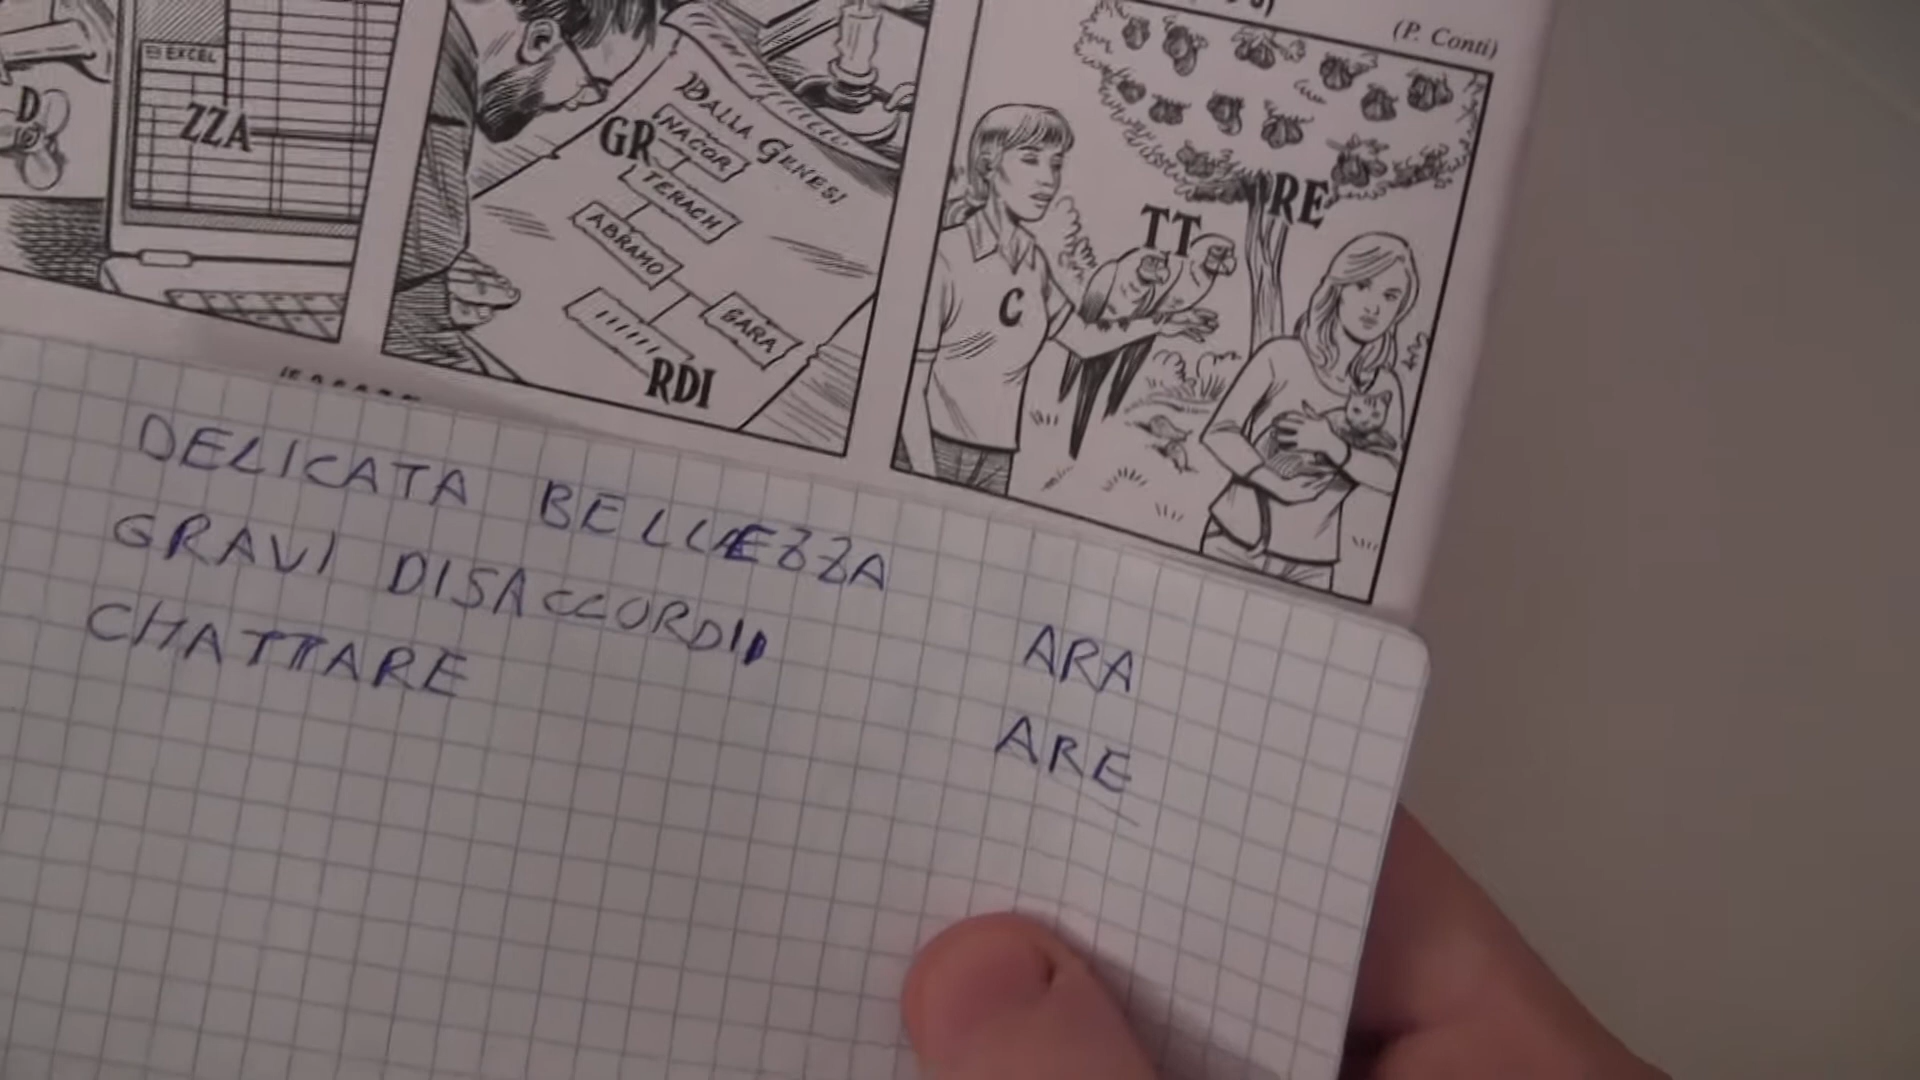 (P. Conti)
EXCEL
D
ZZA
DALLA GENESI
GR
NACOR
TERACH
ABRAMO
SARA
RDI
TT
RE
C
DELICATA BELLEZZA
GRAVI DISACCORDI
CHATTARE
ARA
ARE